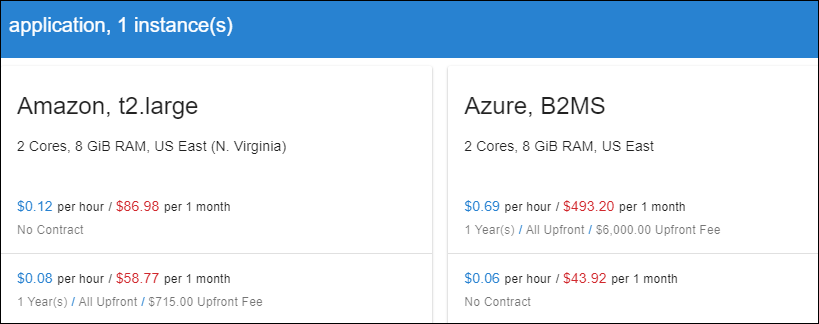 application, 1 instance(s)
Amazon, t2.large
2 Cores, 8 GiB RAM, US East (N. Virginia)
$0.12 per hour / $86.98 per 1 month
No Contract
$0.08 per hour / $58.77 per 1 month
1 Year(s) / All Upfront / $715.00 Upfront Fee
Azure, B2MS
2 Cores, 8 GiB RAM, US East
$0.69 per hour / $493.20 per 1 month
1 Year(s) / All Upfront / $6,000.00 Upfront Fee
$0.06 per hour / $43.92 per 1 month
No Contract